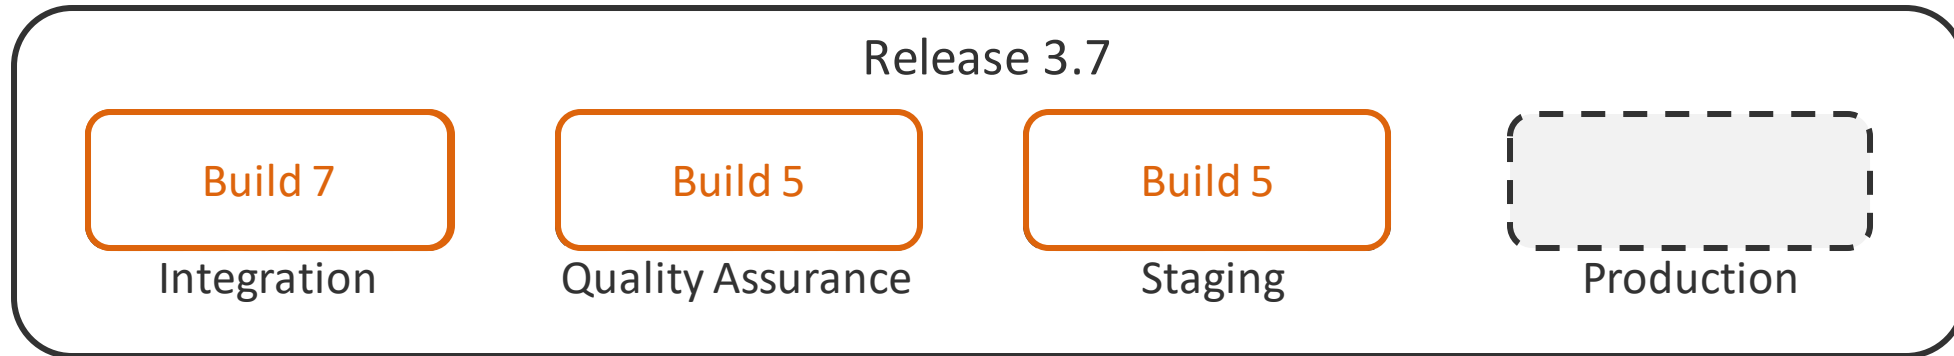 Release 3.7
Build 7
Build 5
Build 5
Integration
Quality Assurance
Staging
Production